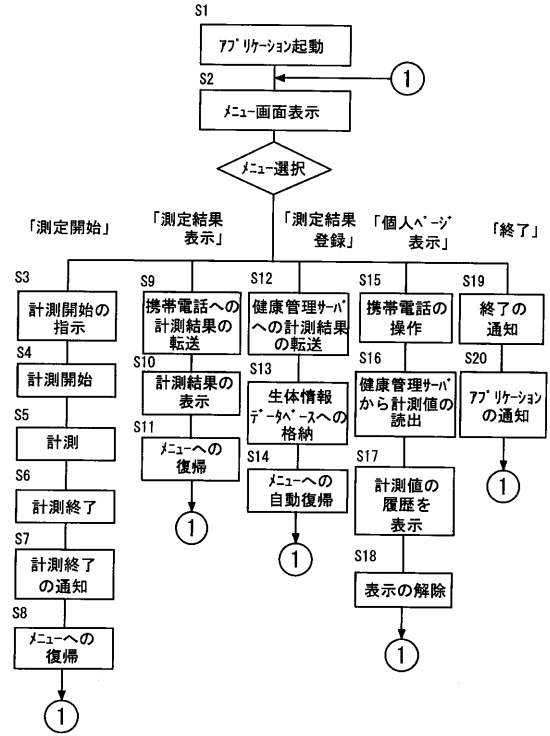 S1
アプリケーション起動
S2
1
メニュー画面表示
メニュー選択
「測定開始」
「測定結果
表示」
「測定結果
登録」
「個人ページ
表示」
「終了」
S3
計測開始の
指示
S4
計測開始
S5
計測
S6
計測終了
S7
計測終了
の通知
S8
メニューへの
復帰
1
S9
携帯電話への
計測結果の
転送
S10
計測結果の
表示
S11
メニューへの
復帰
1
S12
健康管理サーバ
への計測結果
の転送
S13
生体情報
データベースへの
格納
S14
メニューへの
自動復帰
1
S15
携帯電話の
操作
S16
健康管理サーバ
から計測値の
読出
S17
計測値の
履歴を
表示
S18
表示の解除
1
S19
終了の
通知
S20
アプリケーション
の通知
1